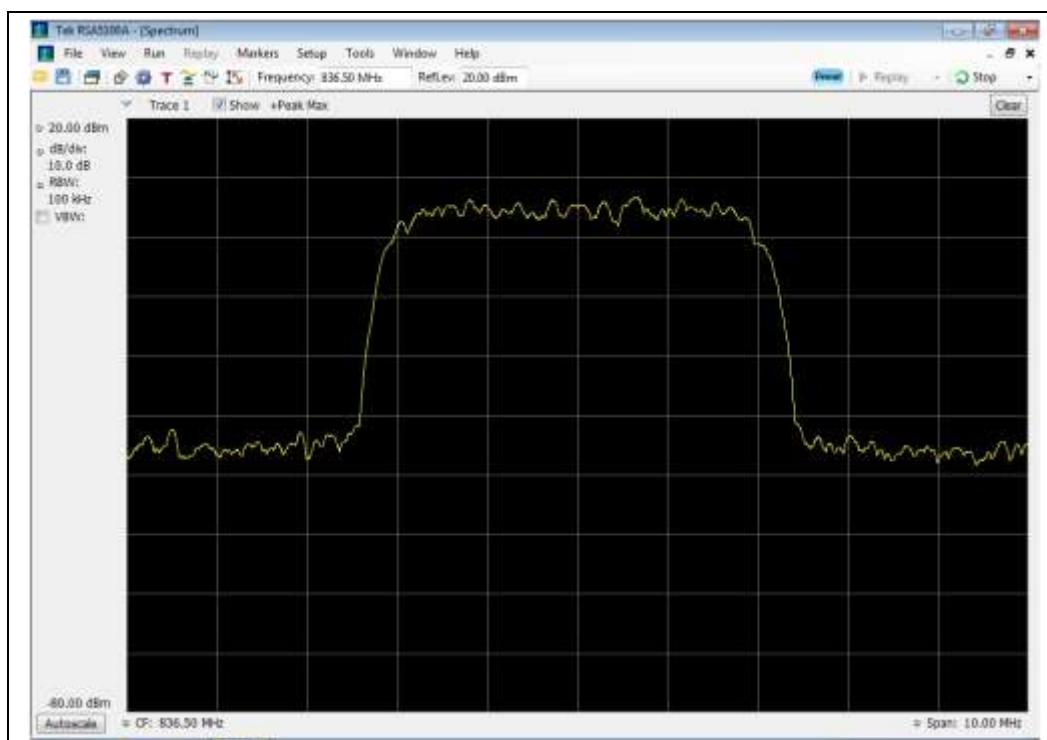 Tek RSA5100A - [Spectrum]
File View Run Replay Markers Setup Tools Window Help
T Frequency: 836.50 MHz RefLev: 20.00 dBm Preset Replay Stop
Trace 1 Show +Peak Max Clear
20.00 dBm
dB/div:
10.0 dB
RBW:
100 kHz
VBW:
-80.00 dBm
Autoscale CF: 836.50 MHz Span: 10.00 MHz